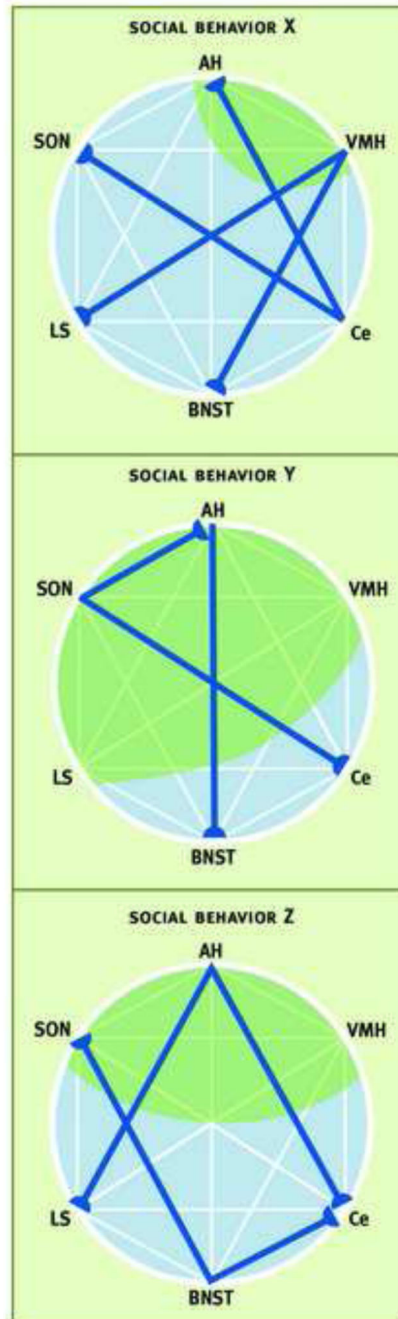 SOCIAL BEHAVIOR X
AH
SON
VMH
LS
Ce
BNST
SOCIAL BEHAVIOR Y
AH
SON
VMH
LS
Ce
BNST
SOCIAL BEHAVIOR Z
AH
SON
VMH
LS
Ce
BNST